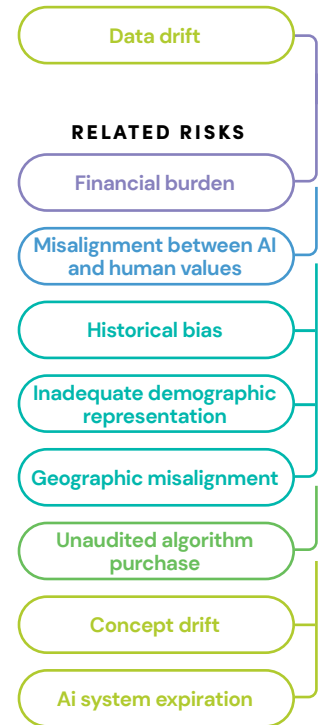 Data drift
RELATED RISKS
Financial burden
Misalignment between AI
and human values
Historical bias
Inadequate demographic
representation
Geographic misalignment
Unaudited algorithm
purchase
Concept drift
Ai system expiration